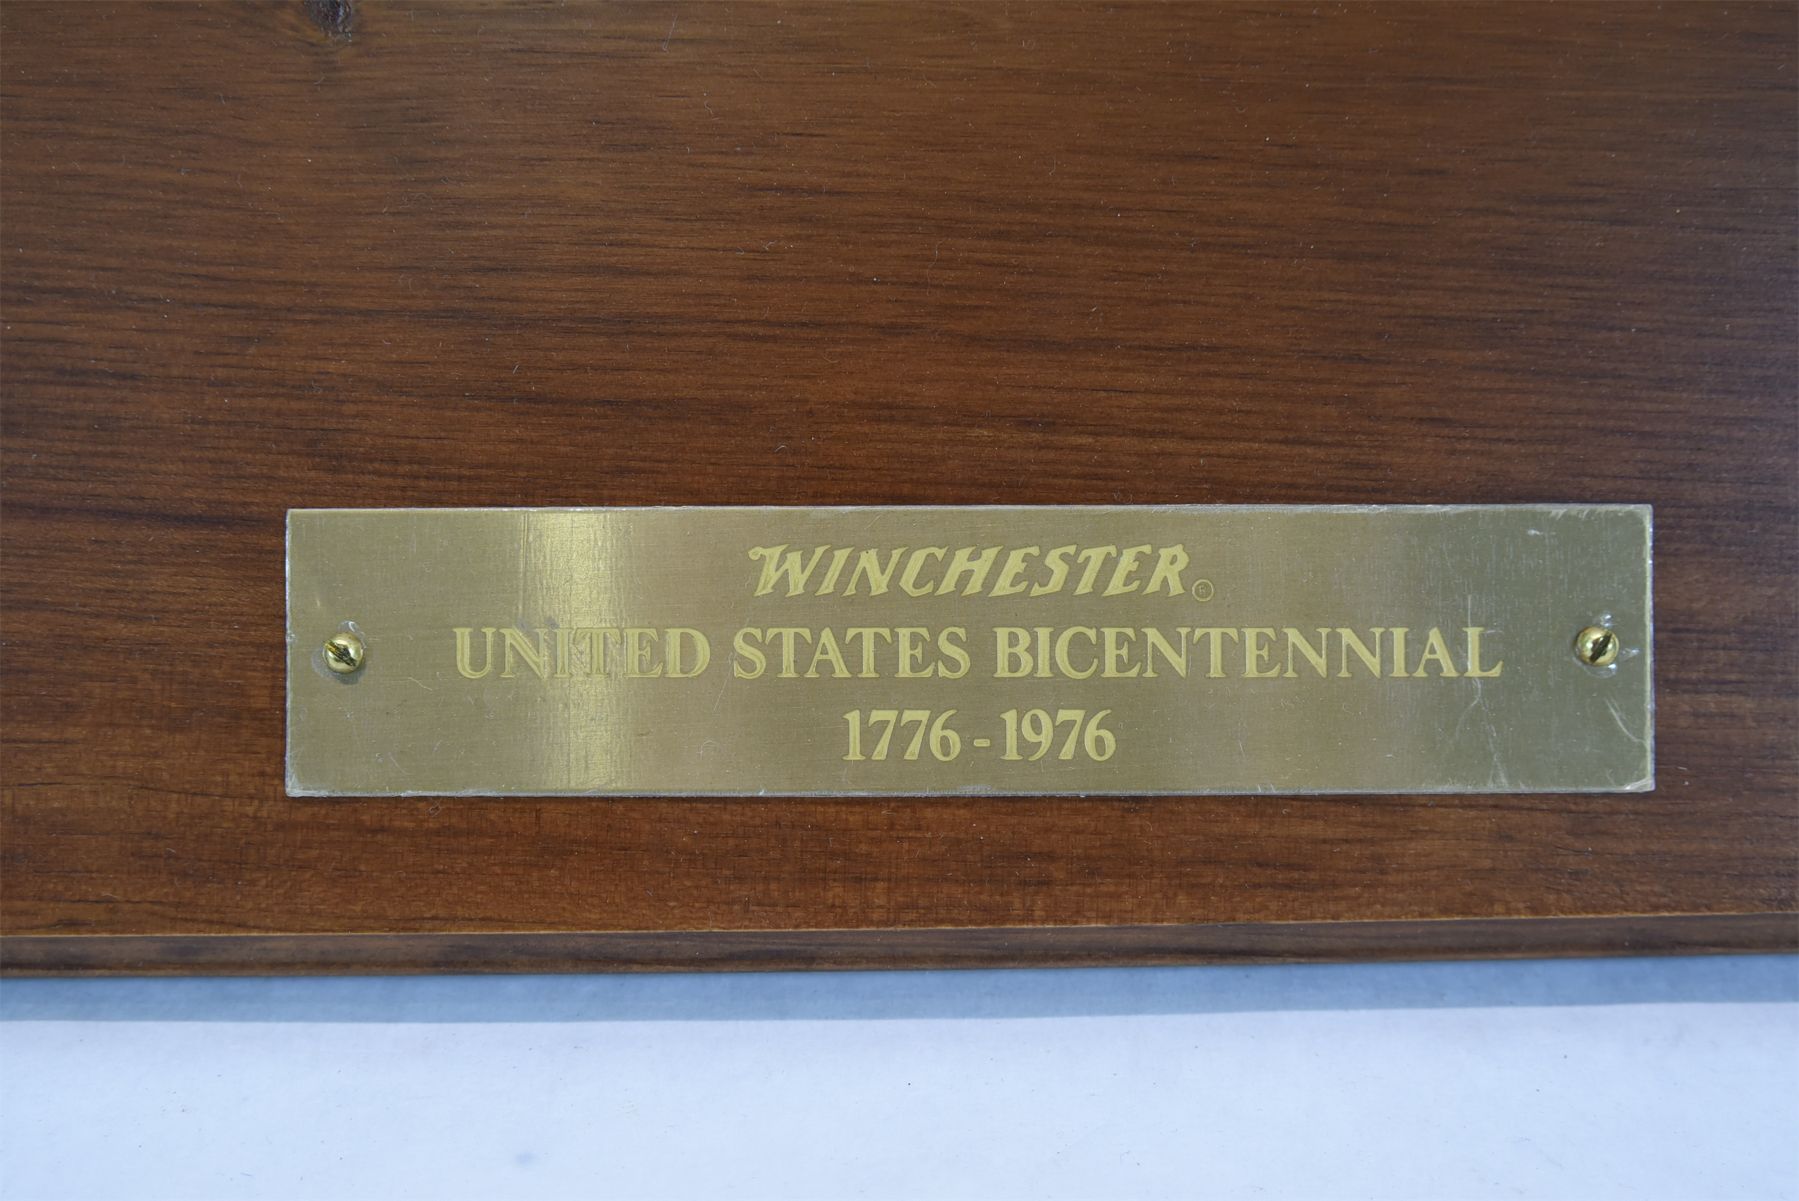 WINCHESTER®
UNITED STATES BICENTENNIAL
1776 - 1976